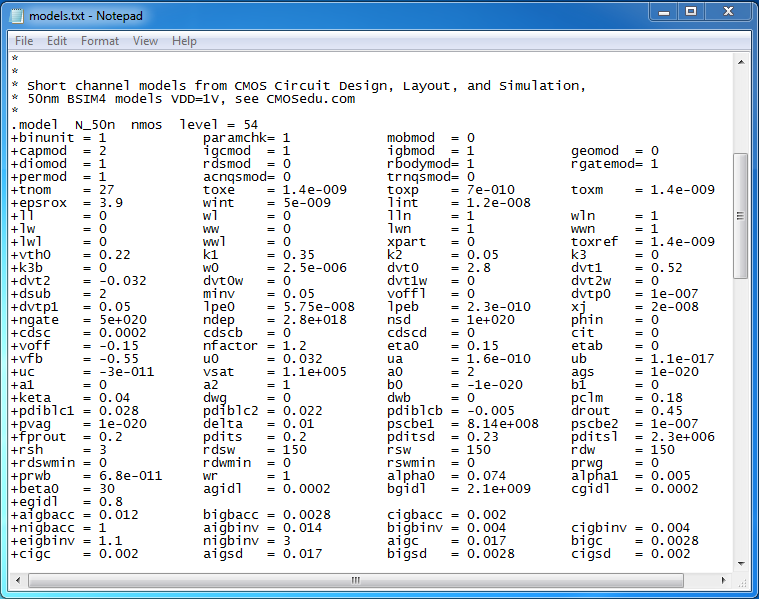 models.txt - Notepad
File Edit Format View Help
*
*
* Short channel models from CMOS Circuit Design, Layout, and Simulation,
* 50nm BSIM4 models VDD=1V, see CMOSedu.com
*
.model N_50n nmos level = 54
+binunit = 1 paramchk= 1 mobmod = 0
+capmod = 2 igcmod = 1 igbmod = 1 geomod = 0
+diomod = 1 rdsmod = 0 rbodymod= 1 rgatemod= 1
+permod = 1 acnqsmod= 0 trnqsmod= 0
+tnom = 27 toxe = 1.4e-009 toxp = 7e-010 toxm = 1.4e-009
+epsrox = 3.9 wint = 5e-009 lint = 1.2e-008
+ll = 0 wl = 0 lln = 1 wln = 1
+lw = 0 ww = 0 lwn = 1 wwn = 1
+lwl = 0 wwl = 0 xpart = 0 toxref = 1.4e-009
+vth0 = 0.22 k1 = 0.35 k2 = 0.05 k3 = 0
+k3b = 0 w0 = 2.5e-006 dvt0 = 2.8 dvt1 = 0.52
+dvt2 = -0.032 dvt0w = 0 dvt1w = 0 dvt2w = 0
+dsub = 2 minv = 0.05 voffl = 0 dvtp0 = 1e-007
+dvtp1 = 0.05 lpe0 = 5.75e-008 lpeb = 2.3e-010 xj = 2e-008
+ngate = 5e+020 ndep = 2.8e+018 nsd = 1e+020 phin = 0
+cdsc = 0.0002 cdscb = 0 cdscd = 0 cit = 0
+voff = -0.15 nfactor = 1.2 eta0 = 0.15 etab = 0
+vfb = -0.55 u0 = 0.032 ua = 1.6e-010 ub = 1.1e-017
+uc = -3e-011 vsat = 1.1e+005 a0 = 2 ags = 1e-020
+a1 = 0 a2 = 1 b0 = -1e-020 b1 = 0
+keta = 0.04 dwg = 0 dwb = 0 pclm = 0.18
+pdiblc1 = 0.028 pdiblc2 = 0.022 pdiblcb = -0.005 drout = 0.45
+pvag = 1e-020 delta = 0.01 pscbe1 = 8.14e+008 pscbe2 = 1e-007
+fprout = 0.2 pdits = 0.2 pditsd = 0.23 pditsl = 2.3e+006
+rsh = 3 rdsw = 150 rsw = 150 rdw = 150
+rdswmin = 0 rdwmin = 0 rswmin = 0 prwg = 0
+prwb = 6.8e-011 wr = 1 alpha0 = 0.074 alpha1 = 0.005
+beta0 = 30 agidl = 0.0002 bgidl = 2.1e+009 cgidl = 0.0002
+egidl = 0.8
+aigbacc = 0.012 bigbacc = 0.0028 cigbacc = 0.002
+nigbacc = 1 aigbinv = 0.014 bigbinv = 0.004 cigbinv = 0.004
+eigbinv = 1.1 nigbinv = 3 aigc = 0.017 bigc = 0.0028
+cigc = 0.002 aigsd = 0.017 bigsd = 0.0028 cigsd = 0.002